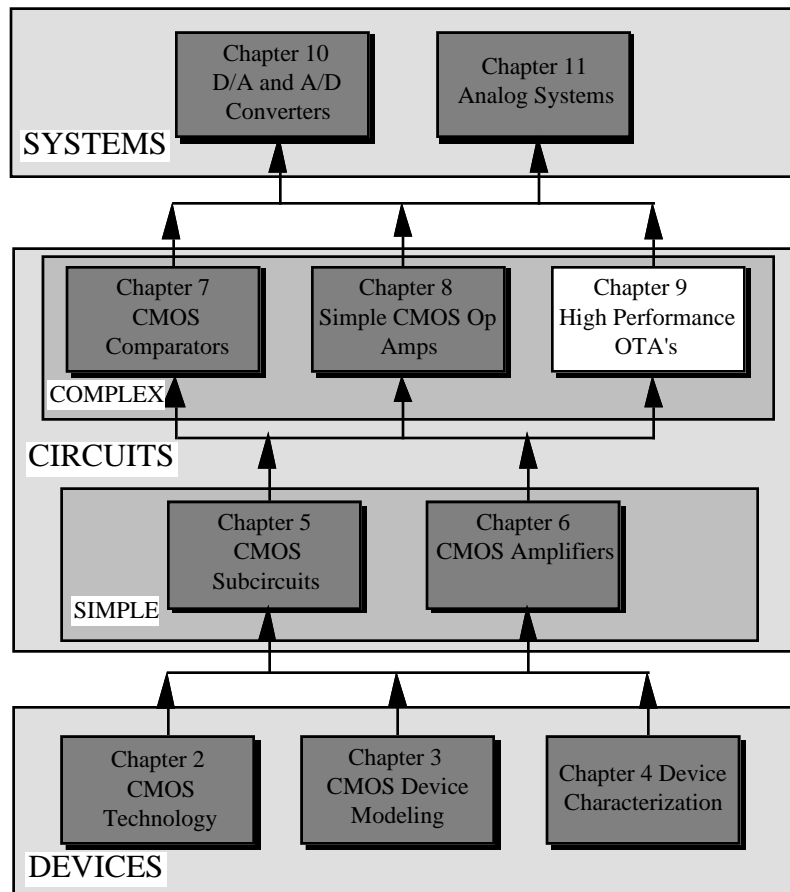 Chapter 10
D/A and A/D
Converters
Chapter 11
Analog Systems
SYSTEMS
Chapter 7
CMOS
Comparators
Chapter 8
Simple CMOS Op
Amps
Chapter 9
High Performance
OTA's
COMPLEX
CIRCUITS
Chapter 5
CMOS
Subcircuits
Chapter 6
CMOS Amplifiers
SIMPLE
Chapter 2
CMOS
Technology
Chapter 3
CMOS Device
Modeling
Chapter 4 Device
Characterization
DEVICES